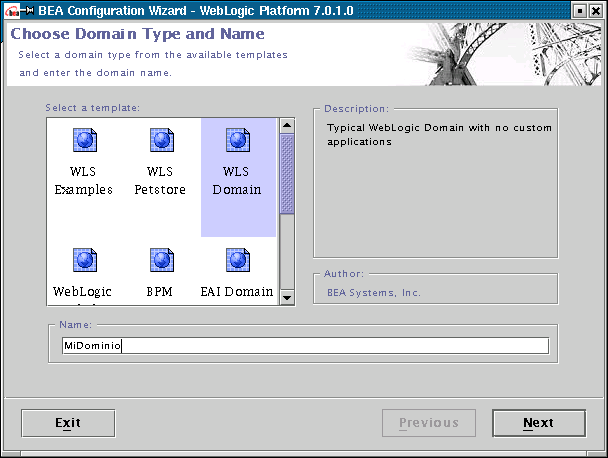 BEA Configuration Wizard - WebLogic Platform 7.0.1.0
Choose Domain Type and Name
Select a domain type from the available templates
and enter the domain name.
Select a template:
WLS
Examples
WLS
Petstore
WLS
Domain
WebLogic
BPM
EAI Domain
Description:
Typical WebLogic Domain with no custom
applications
Author:
BEA Systems, Inc.
Name:
MiDominio
Exit
Previous
Next